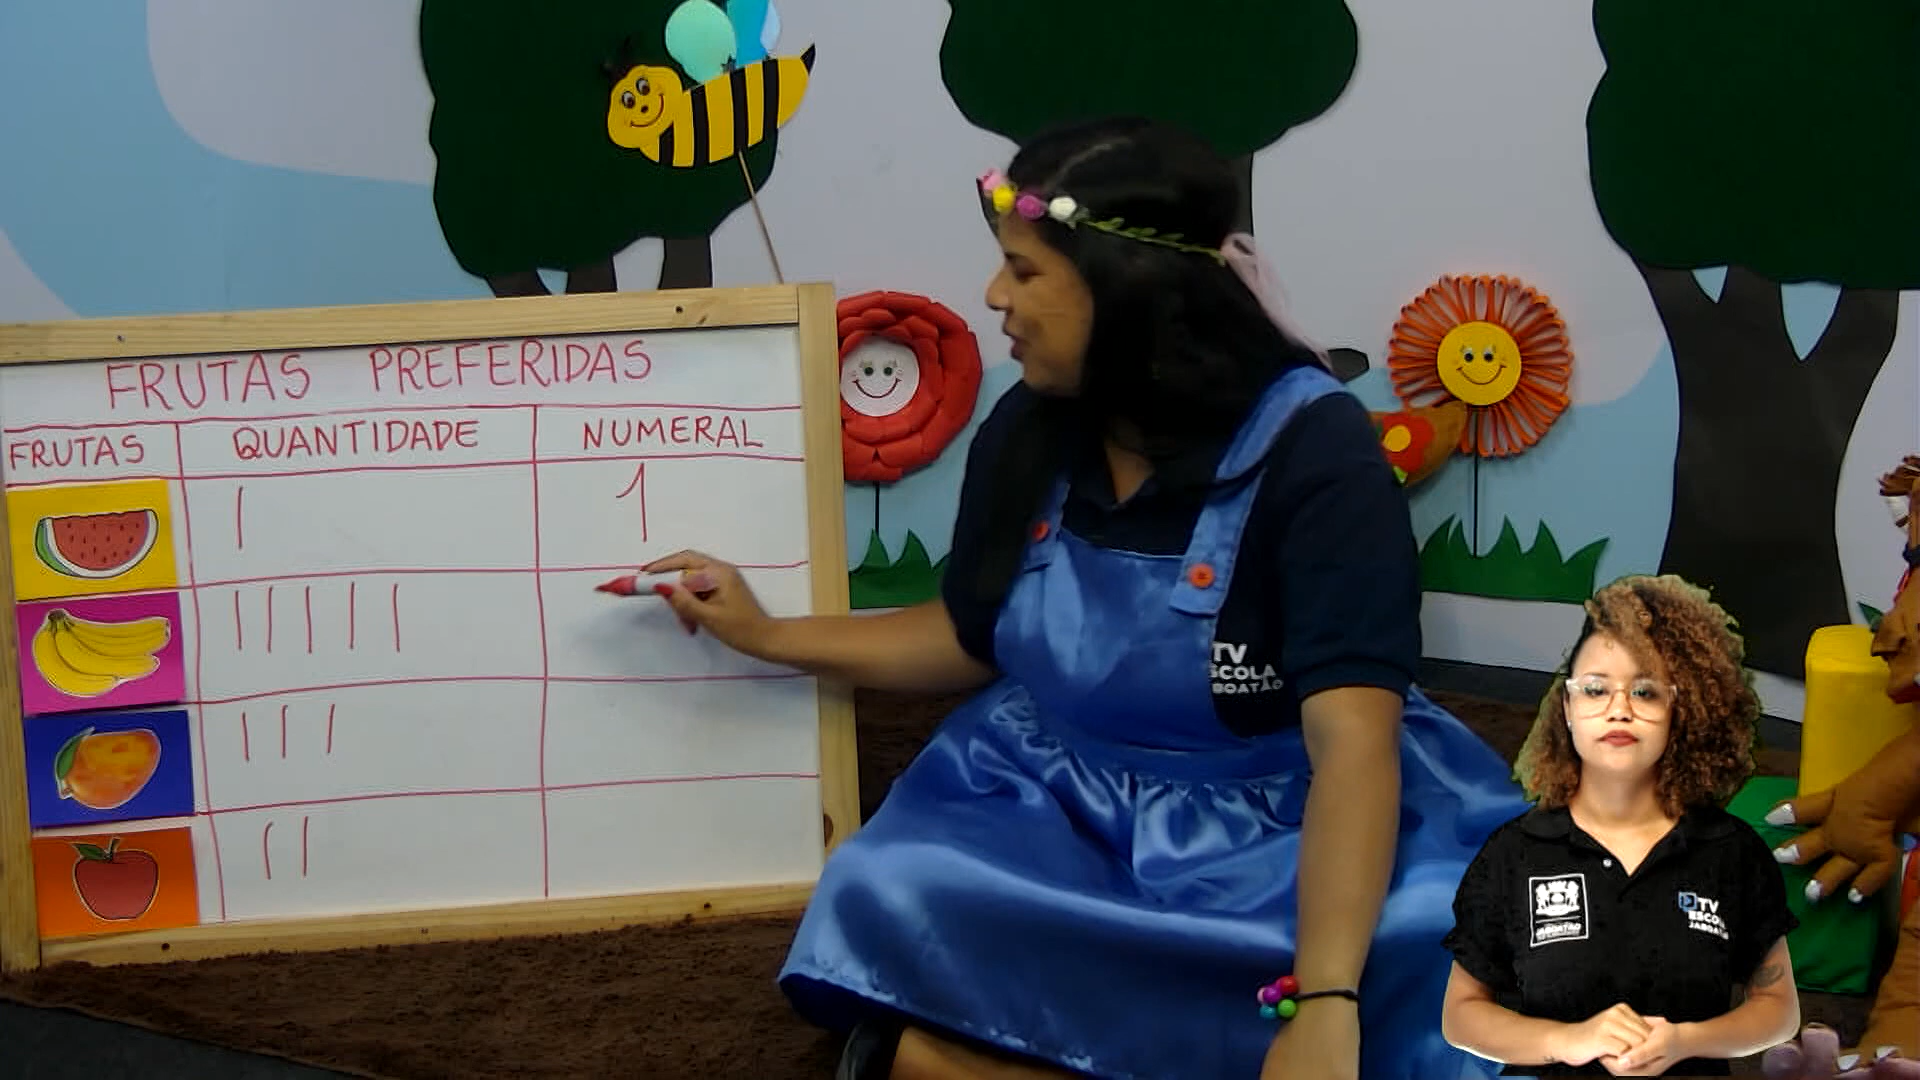 FRUTAS PREFERIDAS
FRUTAS QUANTIDADE NUMERAL
1
TV
ESCOLA
JABOATÃO
TV
ESCOLA
JABOATÃO